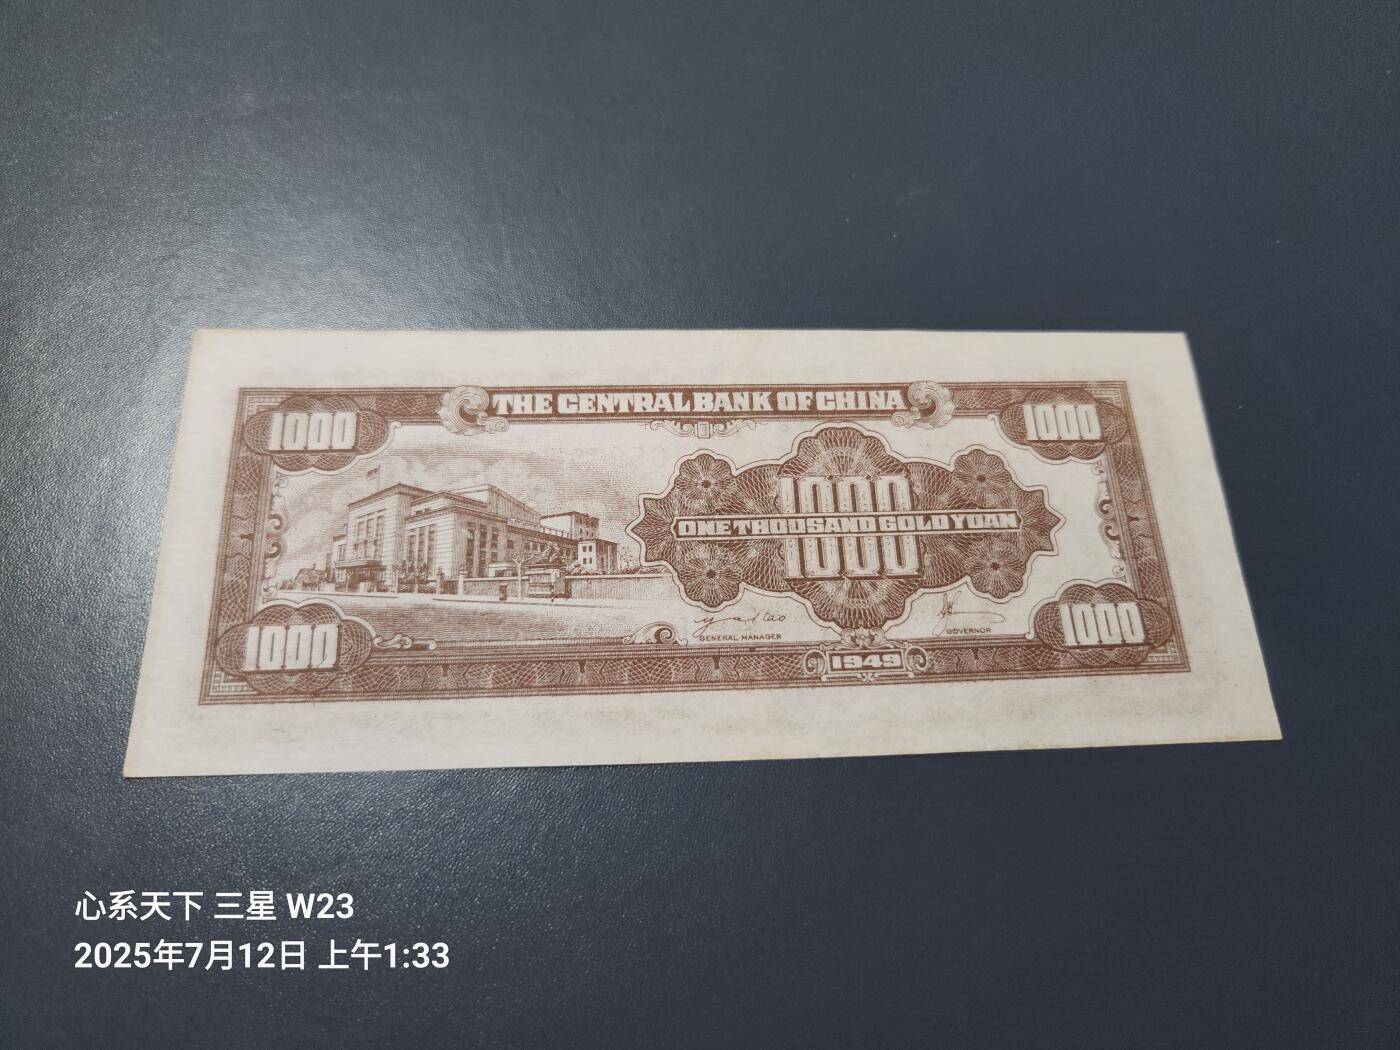 THE CENTRAL BANK OF CHINA
1000
1000
1000
ONE THOUSAND GOLD YUAN
1000
1000
1000
GENERAL MANAGER
GOVERNOR
1949
心系天下 三星 W23
2025年7月12日 上午1:33